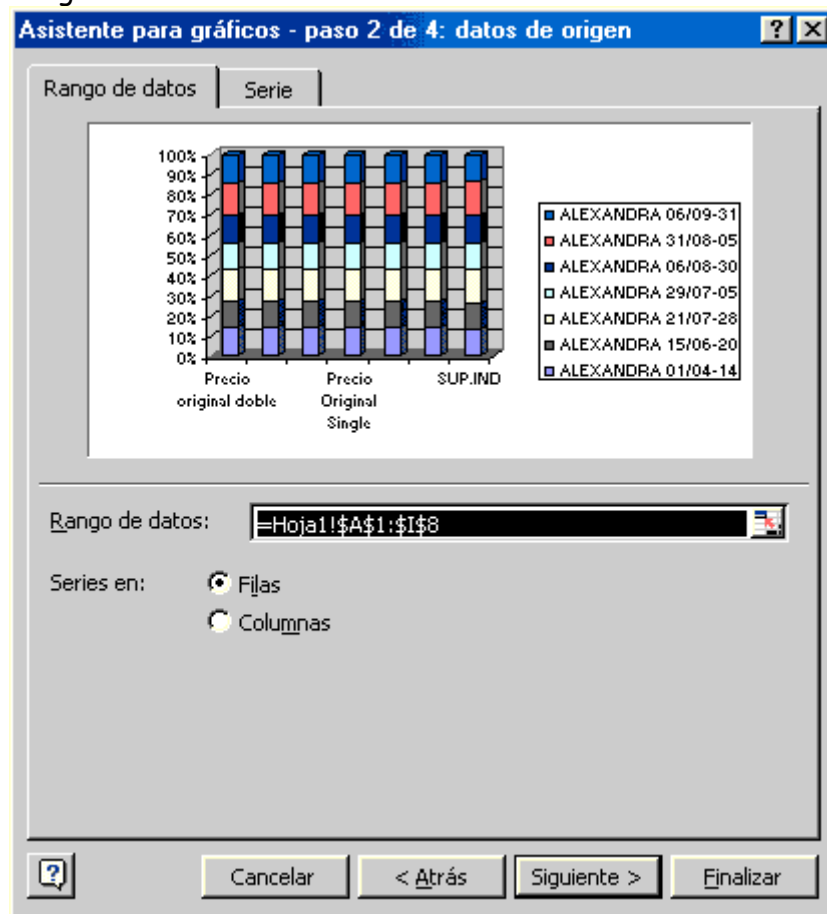 Asistente para gráficos - paso 2 de 4: datos de origen
Rango de datos
Serie
100%
90%
80%
70%
60%
50%
40%
30%
20%
10%
0%
Precio
original doble
Precio
Original
Single
SUP.IND
ALEXANDRA 06/09-31
ALEXANDRA 31/08-05
ALEXANDRA 06/08-30
ALEXANDRA 29/07-05
ALEXANDRA 21/07-28
ALEXANDRA 15/06-20
ALEXANDRA 01/04-14
Rango de datos:
=Hoja1!$A$1:$I$8
Series en:
Filas
Columnas
Cancelar
< Atrás
Siguiente >
Finalizar